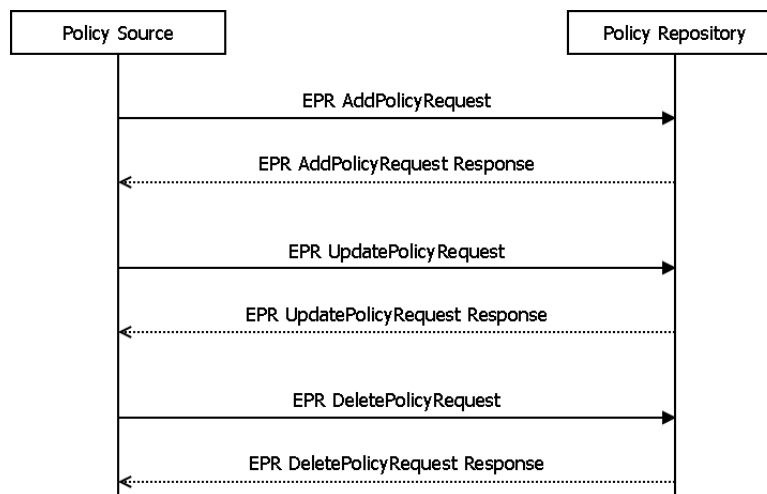 Policy Source
Policy Repository
EPR AddPolicyRequest
EPR AddPolicyRequest Response
EPR UpdatePolicyRequest
EPR UpdatePolicyRequest Response
EPR DeletePolicyRequest
EPR DeletePolicyRequest Response